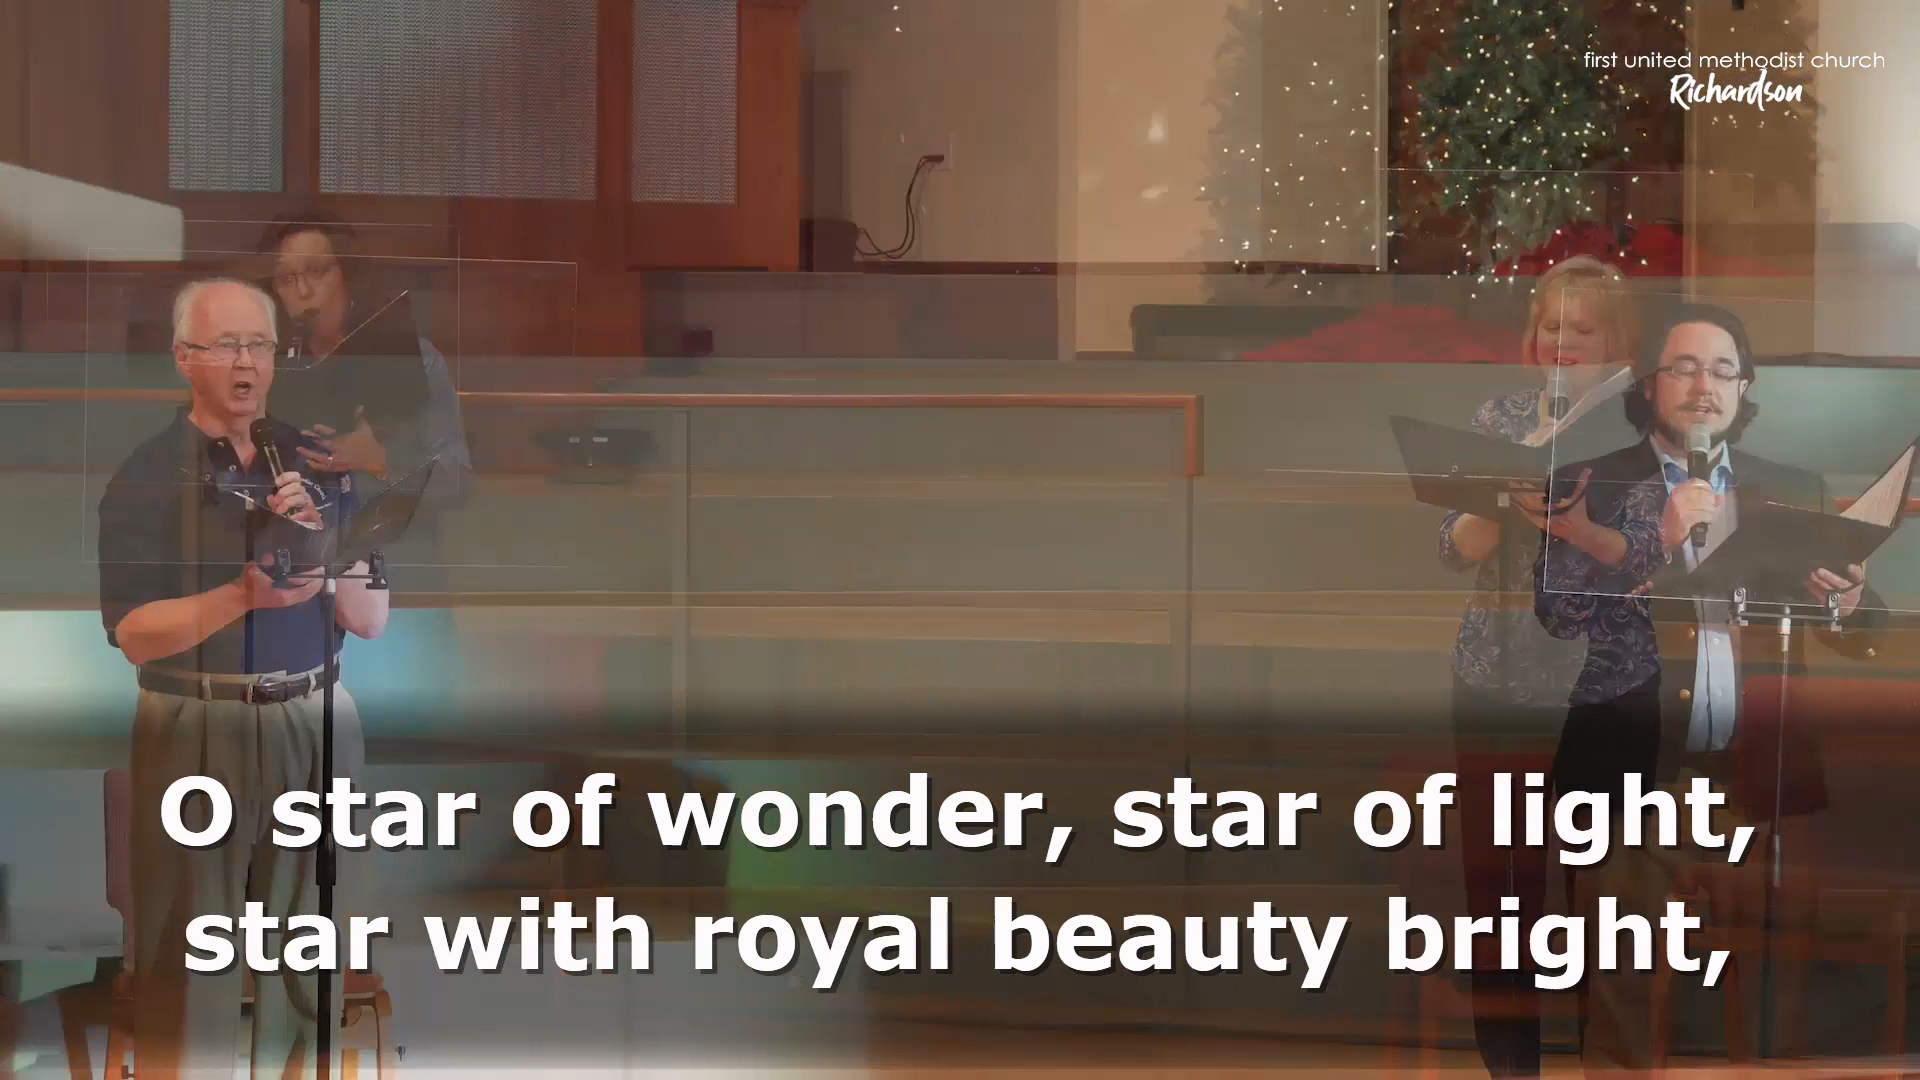 first united methodist church
Richardson
O star of wonder, star of light,
star with royal beauty bright,